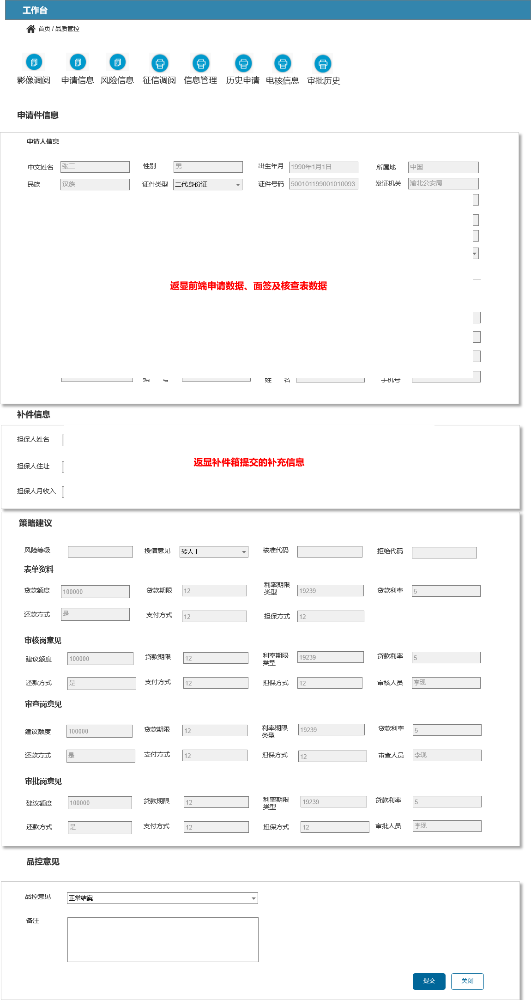 工作台
首页 / 品质管控
影像调阅 申请信息 风险信息 征信调阅 信息管理 历史申请 电核信息 审批历史
申请件信息
申请人信息
中文姓名 张三 性别 男 出生年月 1990年1月1日 所属地 中国
民族 汉族 证件类型 二代身份证 证件号码 500101199001010093 发证机关 渝北公安局
返显前端申请数据、面签及核查表数据
编 号 姓 名 手机号
补件信息
担保人姓名
返显补件箱提交的补充信息
担保人住址
担保人月收入
策略建议
风险等级 授信意见 转人工 核准代码 拒绝代码
表单资料
贷款额度 100000 贷款期限 12 利率期限类型 19239 贷款利率 5
还款方式 是 支付方式 12 担保方式 12
审核岗意见
建议额度 100000 贷款期限 12 利率期限类型 19239 贷款利率 5
还款方式 是 支付方式 12 担保方式 12 审核人员 李现
审查岗意见
建议额度 100000 贷款期限 12 利率期限类型 19239 贷款利率 5
还款方式 是 支付方式 12 担保方式 12 审查人员 李现
审批岗意见
建议额度 100000 贷款期限 12 利率期限类型 19239 贷款利率 5
还款方式 是 支付方式 12 担保方式 12 审批人员 李现
品控意见
品控意见 正常结案
备注
提交 关闭